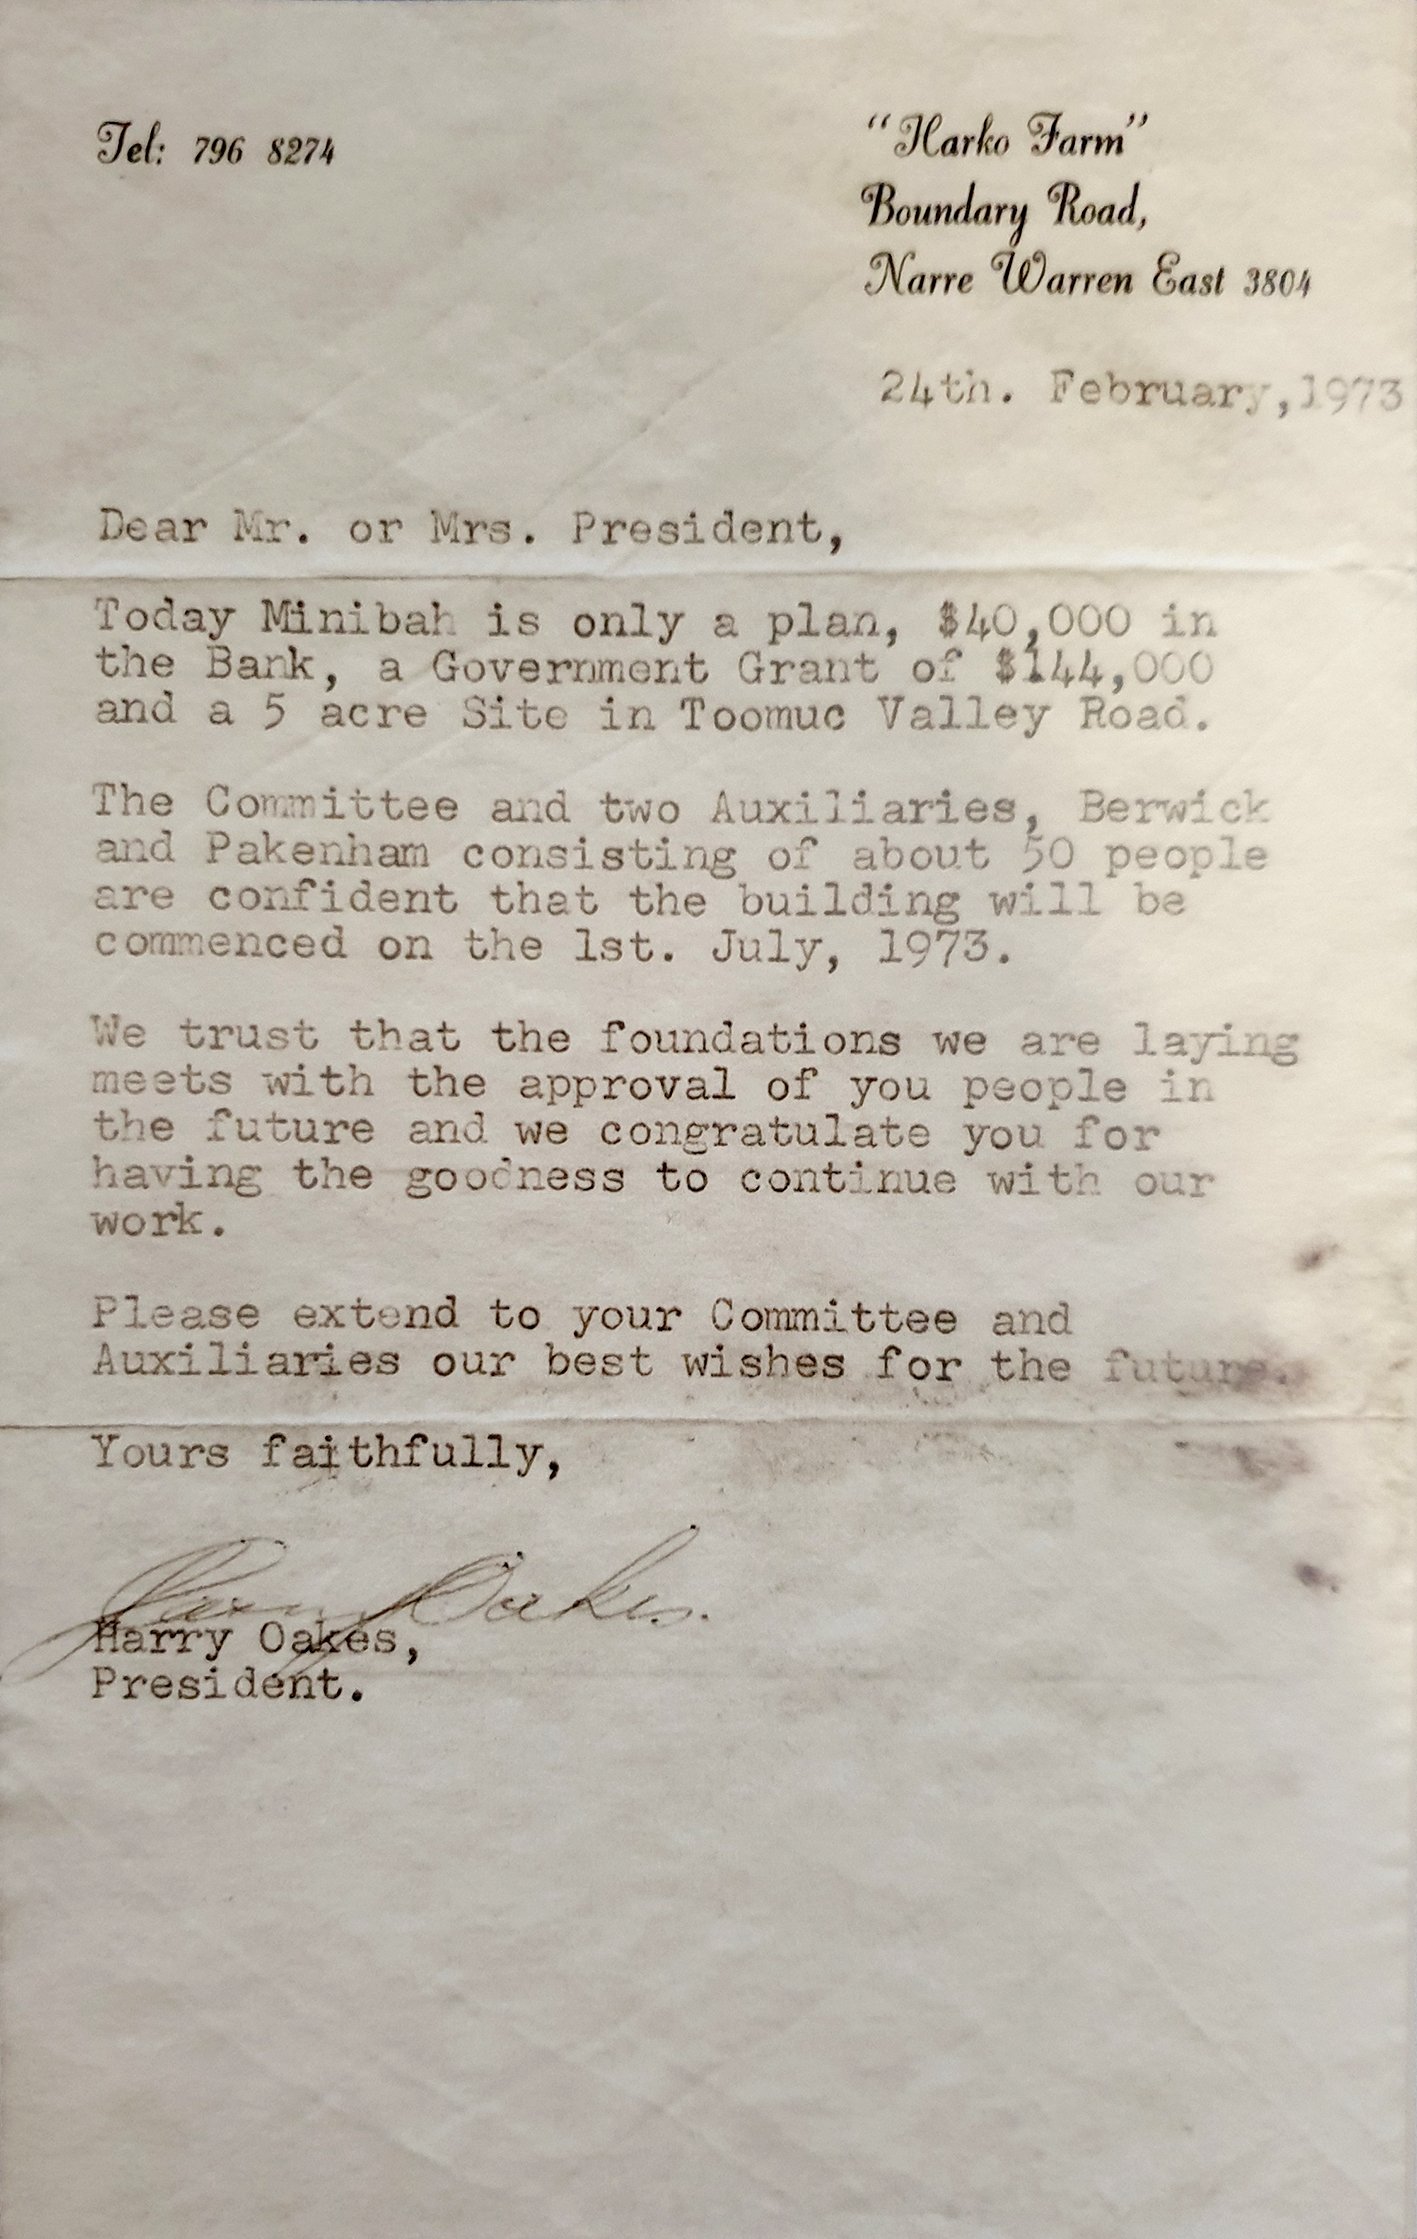 Tel: 796 8274
"Harko Farm"
Boundary Road,
Narre Warren East 3804
24th. February,1973
Dear Mr. or Mrs. President,
Today Minibah is only a plan, $40,000 in
the Bank, a Government Grant of $144,000
and a 5 acre Site in Toomuc Valley Road.
The Committee and two Auxiliaries, Berwick
and Pakenham consisting of about 50 people
are confident that the building will be
commenced on the 1st. July, 1973.
We trust that the foundations we are laying
meets with the approval of you people in
the future and we congratulate you for
having the goodness to continue with our
work.
Please extend to your Committee and
Auxiliaries our best wishes for the future.
Yours faithfully,
Harry Oakes.
Harry Oakes,
President.